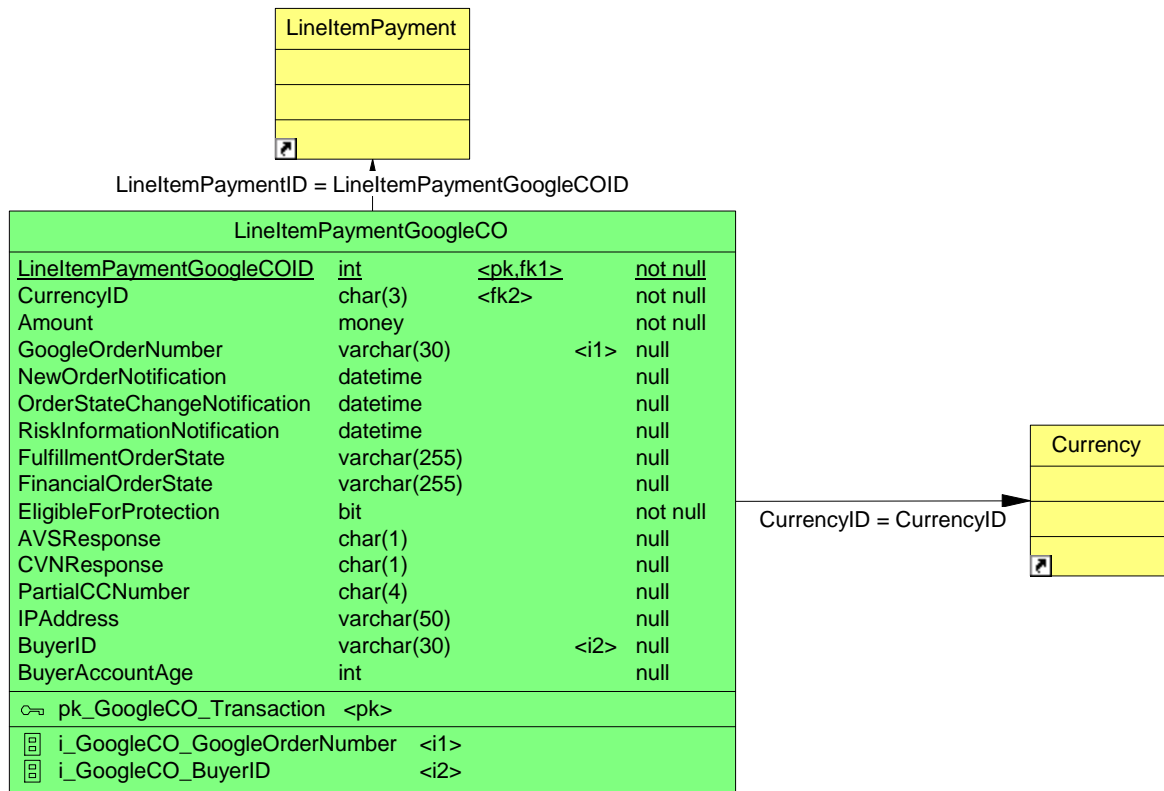 LineItemPayment
LineItemPaymentID = LineItemPaymentGoogleCOID
LineItemPaymentGoogleCO
LineItemPaymentGoogleCOID int <pk,fk1> not null
CurrencyID char(3) <fk2> not null
Amount money not null
GoogleOrderNumber varchar(30) <i1> null
NewOrderNotification datetime null
OrderStateChangeNotification datetime null
RiskInformationNotification datetime null
FulfillmentOrderState varchar(255) null
FinancialOrderState varchar(255) null
EligibleForProtection bit not null
AVSResponse char(1) null
CVNResponse char(1) null
PartialCCNumber char(4) null
IPAddress varchar(50) null
BuyerID varchar(30) <i2> null
BuyerAccountAge int null
pk_GoogleCO_Transaction <pk>
i_GoogleCO_GoogleOrderNumber <i1>
i_GoogleCO_BuyerID <i2>
CurrencyID = CurrencyID
Currency